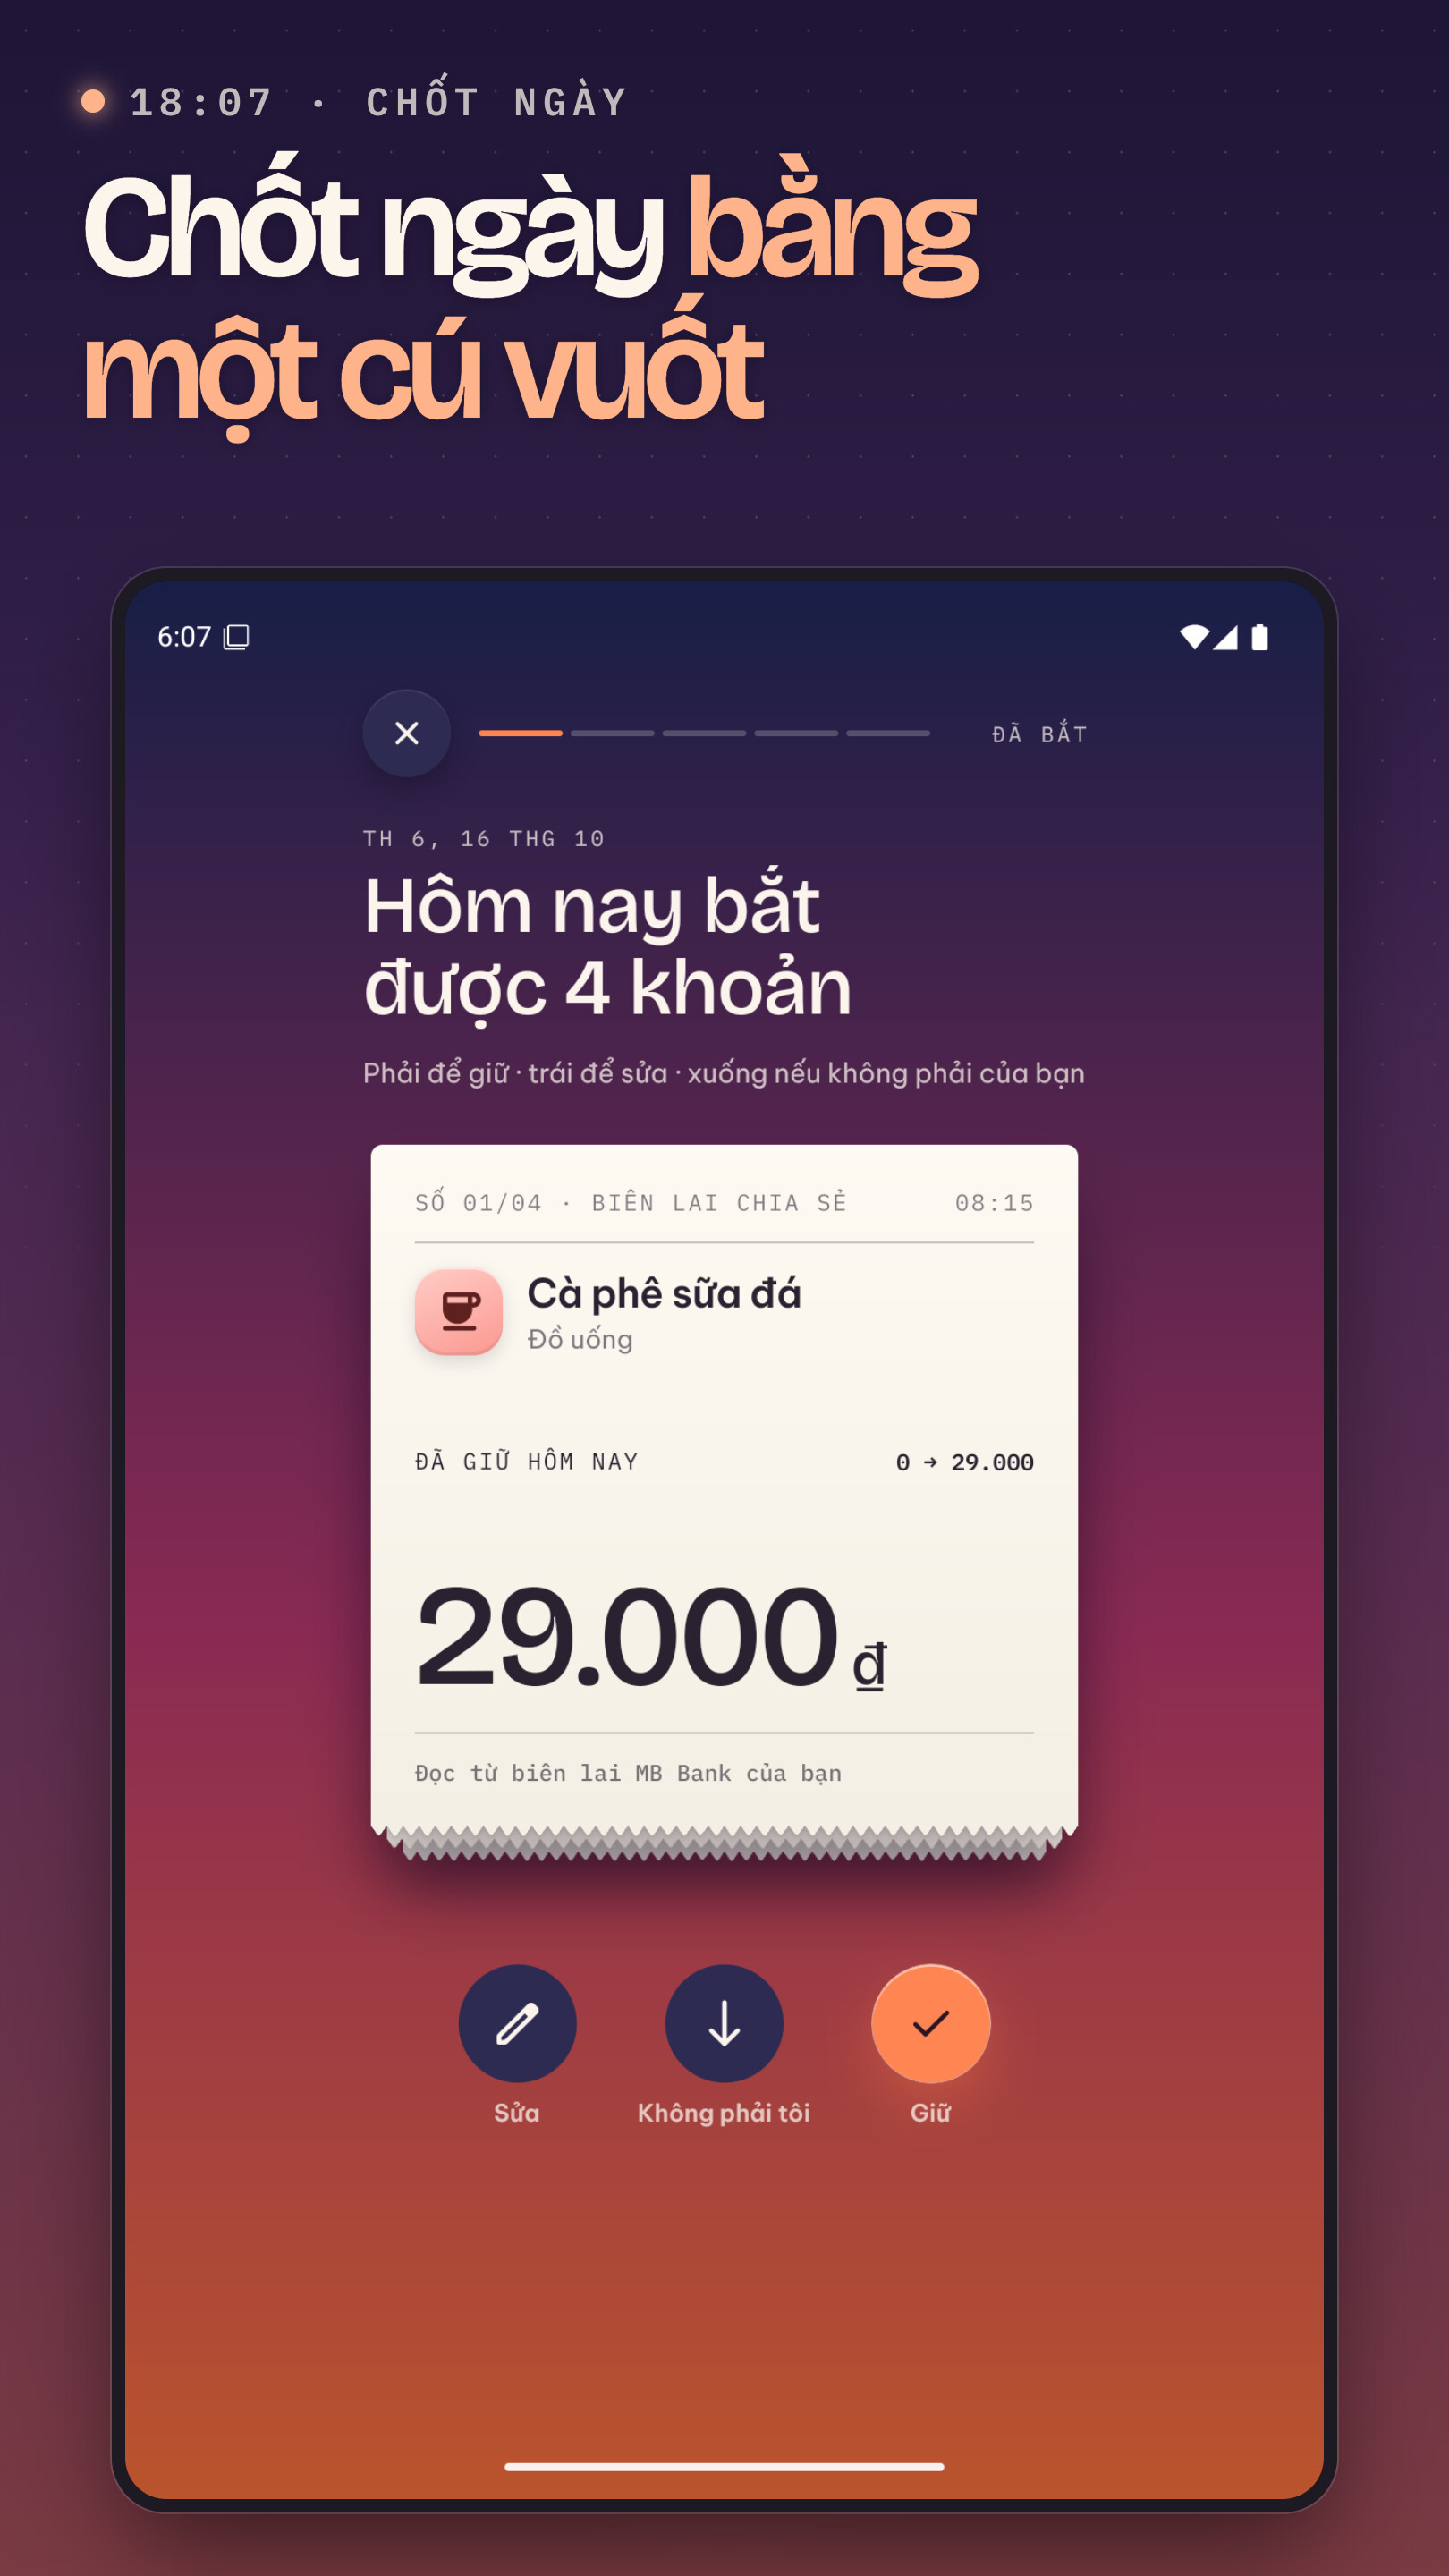 18:07 · CHỐT NGÀY
Chốt ngày bằng
một cú vuốt
6:07
ĐÃ BẮT
TH 6, 16 THG 10
Hôm nay bắt
được 4 khoản
Phải để giữ · trái để sửa · xuống nếu không phải của bạn
SỐ 01/04 · BIÊN LAI CHIA SẺ 08:15
Cà phê sữa đá
Đồ uống
ĐÃ GIỮ HÔM NAY 0 → 29.000
29.000 ₫
Đọc từ biên lai MB Bank của bạn
Sửa Không phải tôi Giữ